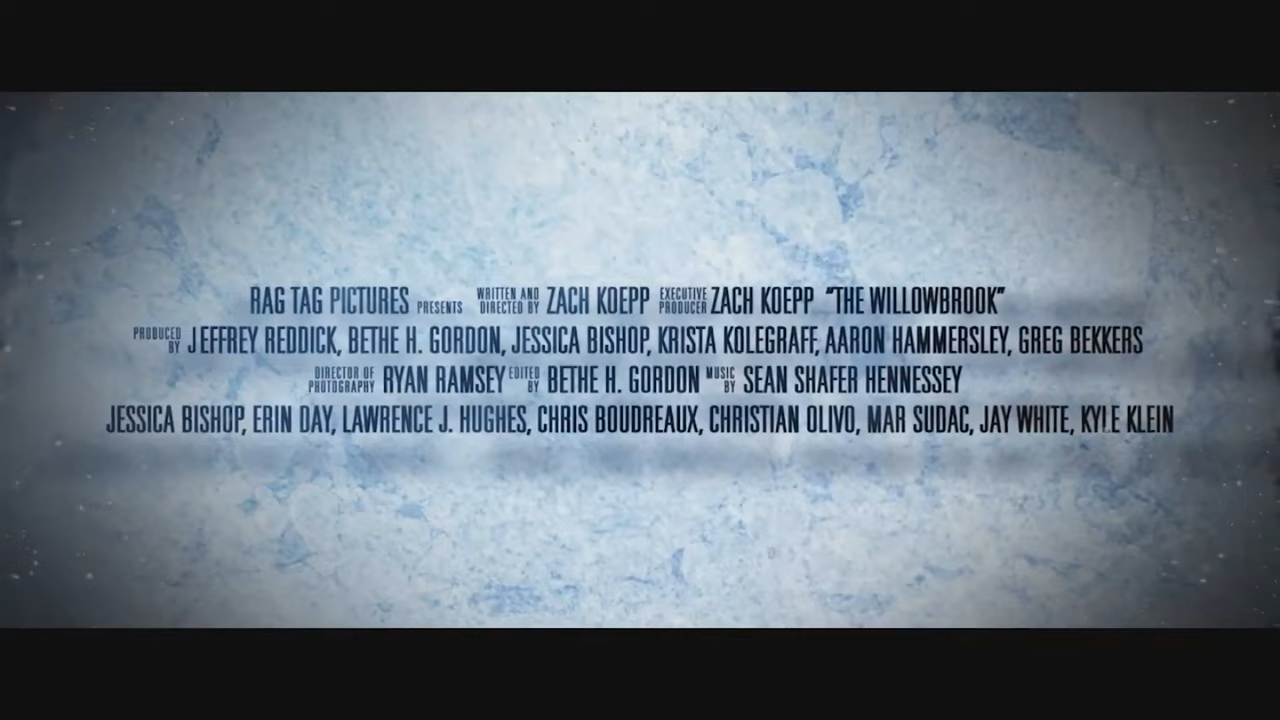 RAG TAG PICTURES PRESENTS WRITTEN AND DIRECTED BY ZACH KOEPP EXECUTIVE PRODUCER ZACH KOEPP "THE WILLOWBROOK"
PRODUCED BY JEFFREY REDDICK, BETHE H. GORDON, JESSICA BISHOP, KRISTA KOLEGRAFF, AARON HAMMERSLEY, GREG BEKKERS
DIRECTOR OF PHOTOGRAPHY RYAN RAMSEY EDITED BY BETHE H. GORDON MUSIC BY SEAN SHAFER HENNESSEY
JESSICA BISHOP, ERIN DAY, LAWRENCE J. HUGHES, CHRIS BOUDREAUX, CHRISTIAN OLIVO, MAR SUDAC, JAY WHITE, KYLE KLEIN